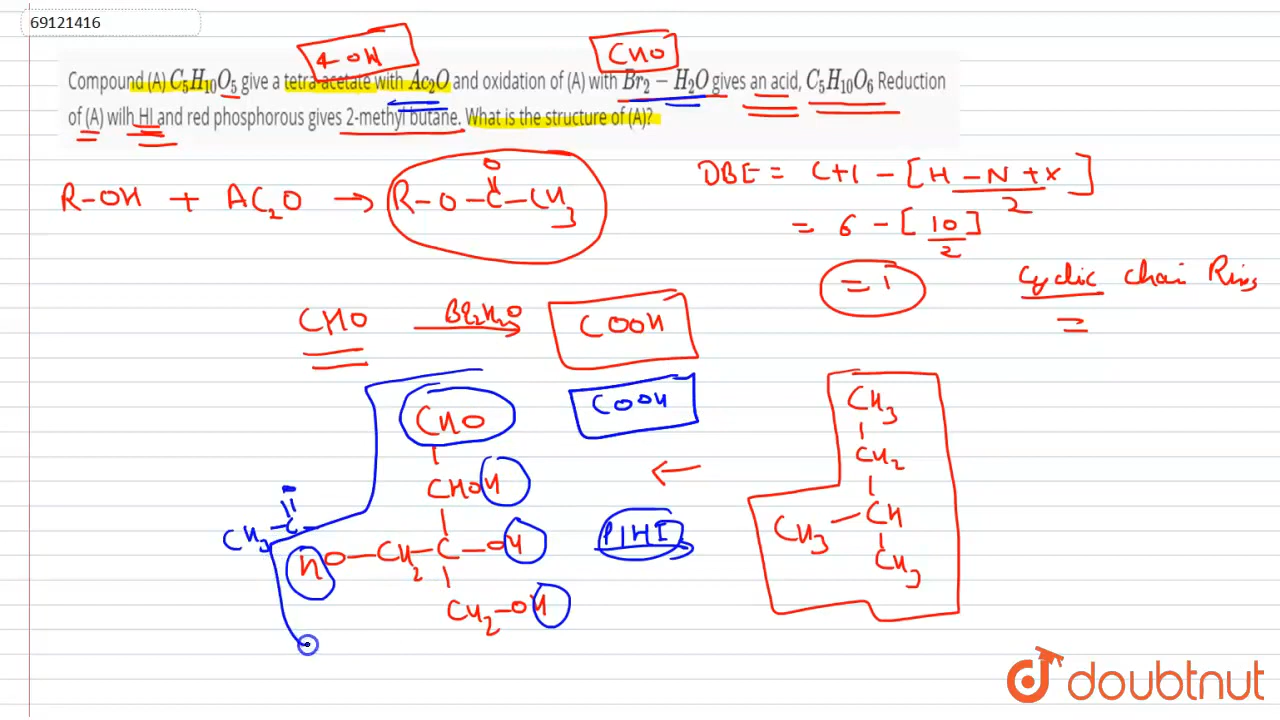 69121416
4 OH
CHO
Compound (A) C₅H₁₀O₅ give a tetra-acetate with Ac₂O and oxidation of (A) with Br₂ − H₂O gives an acid, C₅H₁₀O₆ Reduction
of (A) wilh HI and red phosphorous gives 2-methyl butane. What is the structure of (A)?
R-OH + AC₂O → R-O-C-CH₃
O
DBE = C+1 - [H-N+X]
2
= 6 - [10]
2
= 1
Cyclic chain Ring
=
CHO
Br₂H₂O
COOH
CHO
COOH
CHOH
HO-CH₂-C-OH
CH₂-OH
CH₃-C
P/HI
←
CH₃
CH₂
CH₃-CH
CH₃
doubtnut